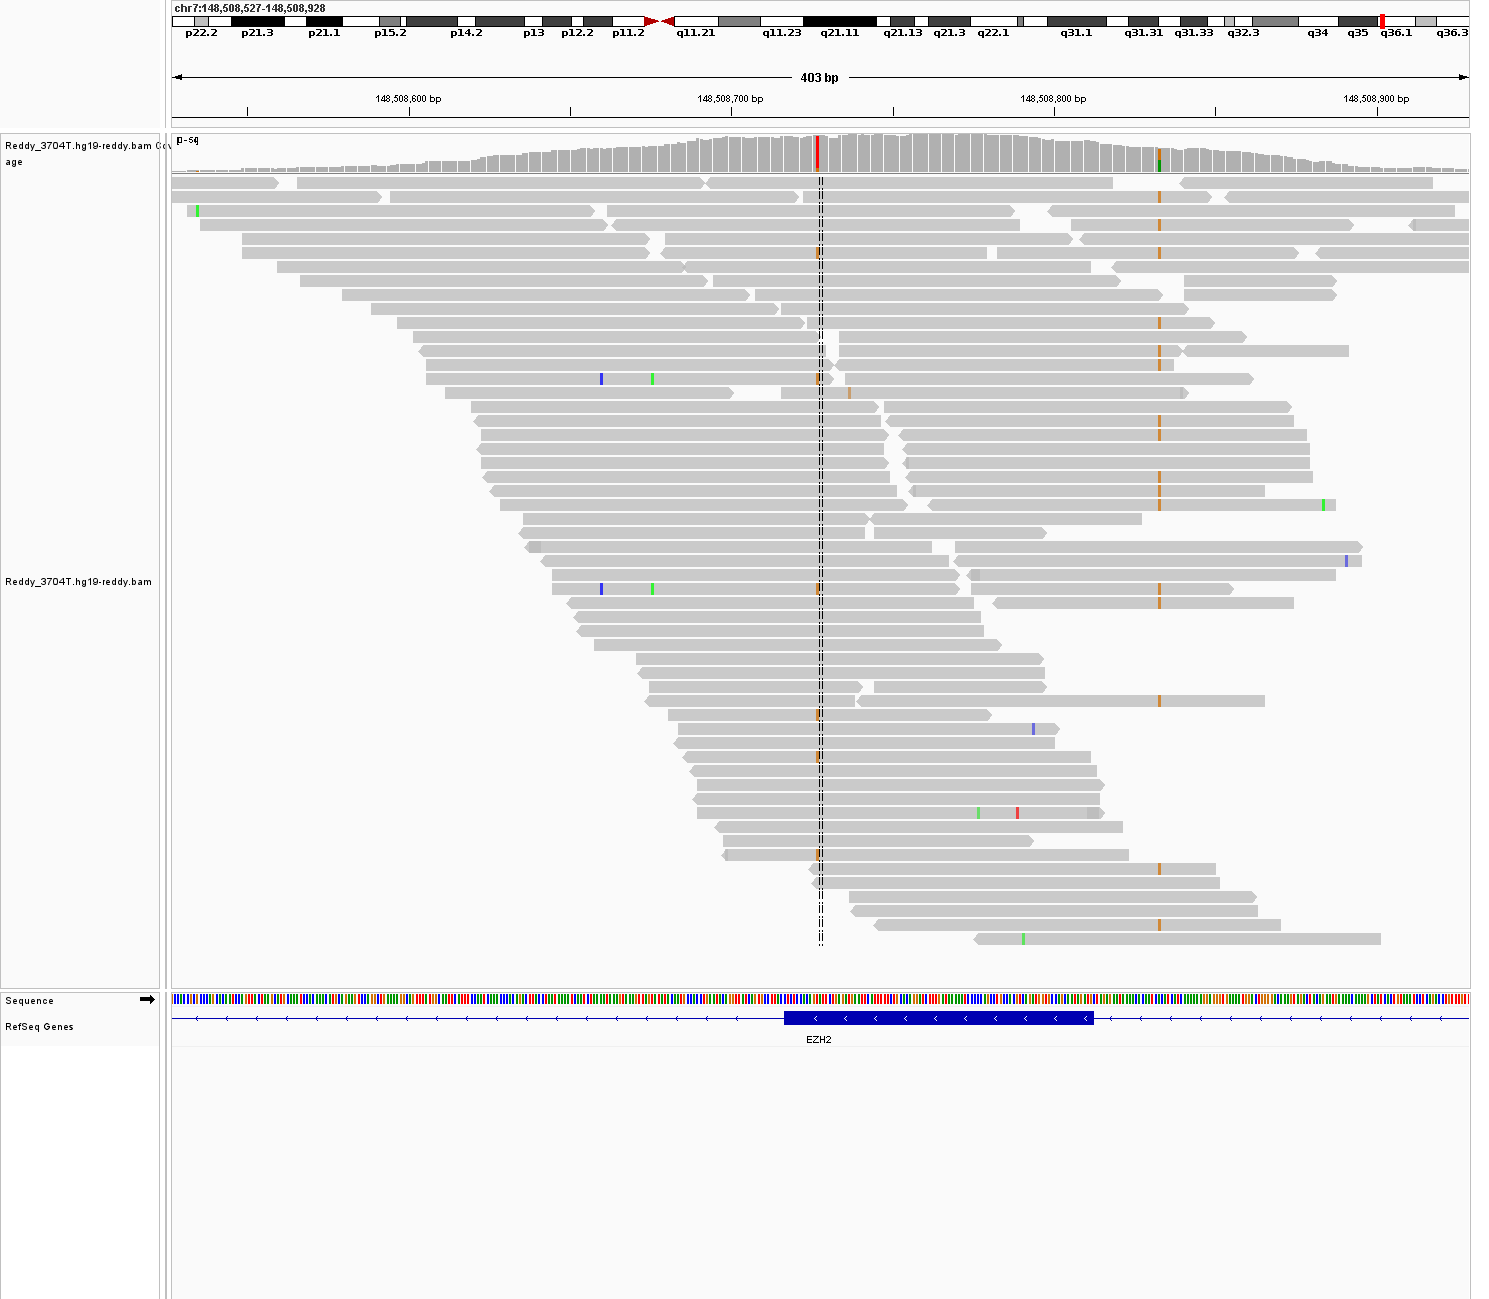 chr7:148,508,527-148,508,928
p22.2 p21.3 p21.1 p15.2 p14.2 p13 p12.2 p11.2 q11.21 q11.23 q21.11 q21.13 q21.3 q22.1 q31.1 q31.31 q31.33 q32.3 q34 q35 q36.1 q36.3
403 bp
148,508,600 bp 148,508,700 bp 148,508,800 bp 148,508,900 bp
Reddy_3704T.hg19-reddy.bam Cov
age
Reddy_3704T.hg19-reddy.bam
Sequence
RefSeq Genes
EZH2